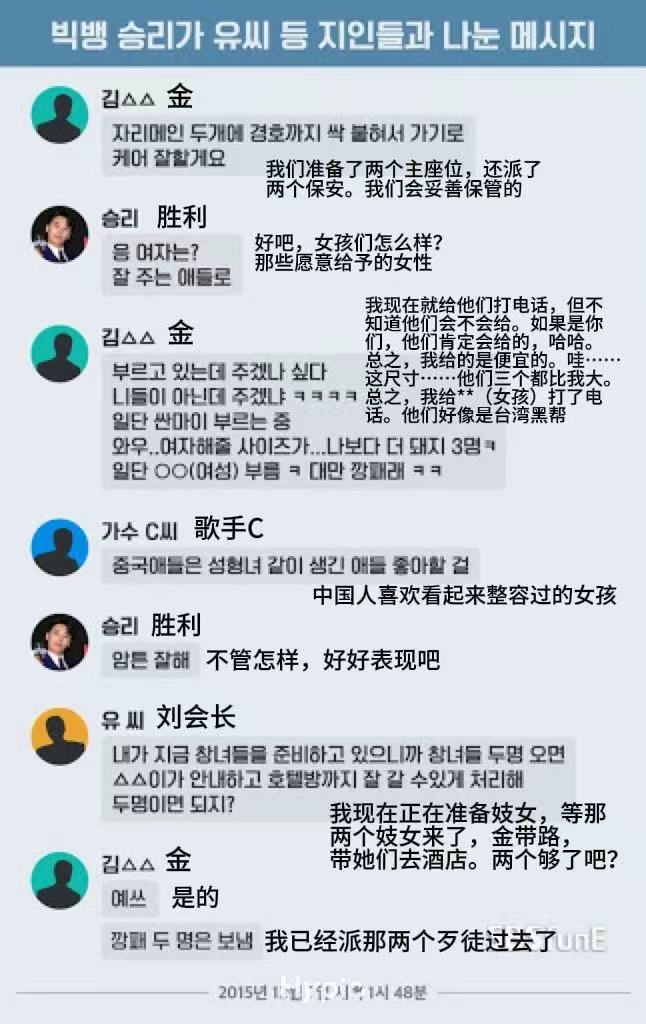 빅뱅 승리가 유씨 등 지인들과 나눈 메시지
김△△ 金
자리메인 두개에 경호까지 싹 붙혀서 가기로
케어 잘할게요
我们准备了两个主座位，还派了
两个保安。我们会妥善保管的
승리 胜利
응 여자는?
잘 주는 애들로
好吧，女孩们怎么样？
那些愿意给予的女性
김△△ 金
부르고 있는데 주겠나 싶다
니들이 아닌데 주겠냐 ㅋㅋㅋㅋ
일단 싼마이 부르는 중
와우..여자해줄 사이즈가...나보다 더 돼지 3명ㅋ
일단 ○○(여성) 부름 ㅋ 대만 깡패래 ㅋㅋ
我现在就给他们打电话，但不
知道他们会不会给。如果是你
们，他们肯定会给的，哈哈。
总之，我给的是便宜的。哇……
这尺寸……他们三个都比我大。
总之，我给**（女孩）打了电
话。他们好像是台湾黑帮
가수 C씨 歌手C
중국애들은 성형녀 같이 생긴 애들 좋아할 걸
中国人喜欢看起来整容过的女孩
승리 胜利
암튼 잘해 不管怎样，好好表现吧
유 씨 刘会长
내가 지금 창녀들을 준비하고 있으니까 창녀들 두명 오면
△△이가 안내하고 호텔방까지 잘 갈 수있게 처리해
두명이면 되지?
我现在正在准备妓女，等那
两个妓女来了，金带路，
带她们去酒店。两个够了吧？
김△△ 金
예쓰 是的
깡패 두 명은 보냄 我已经派那两个歹徒过去了
funE
2015년 1시 48분